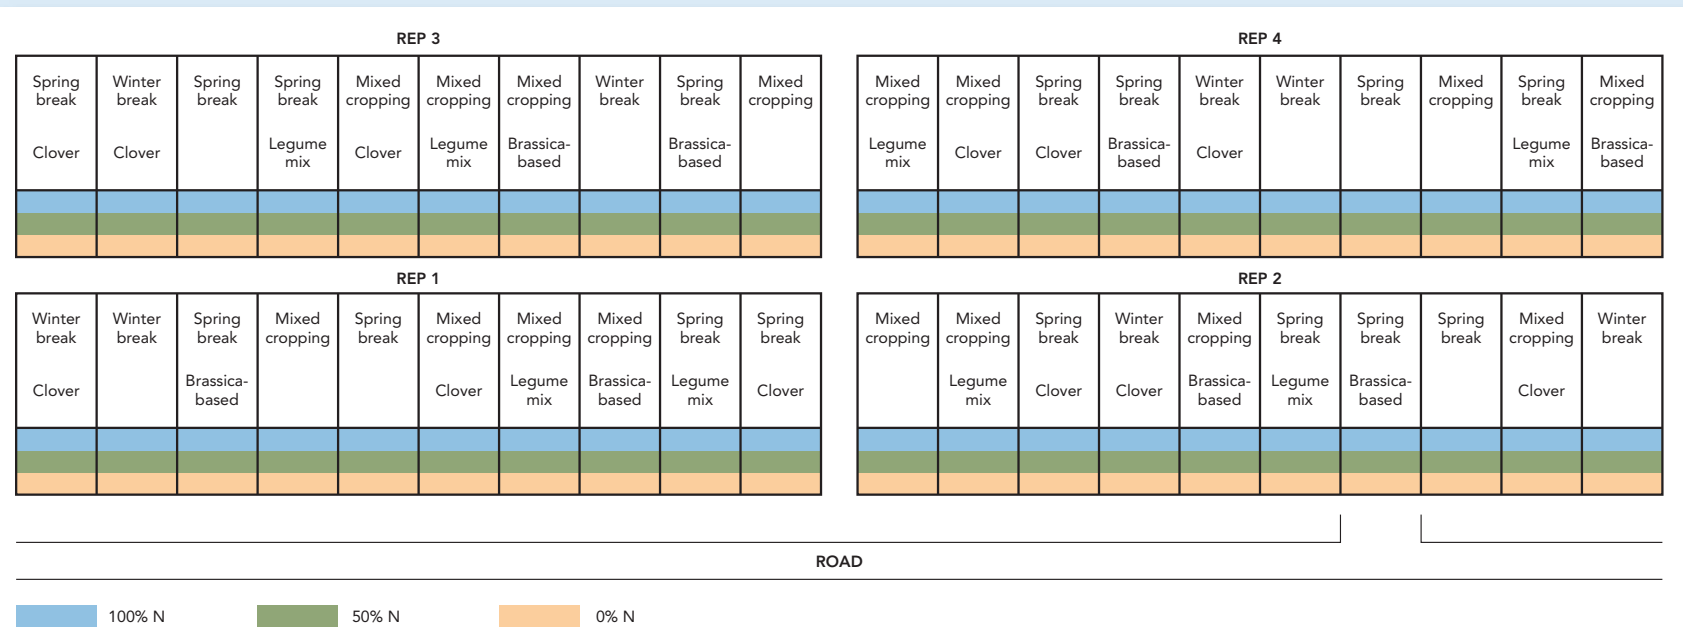 REP 3
Spring break Clover
Winter break Clover
Spring break
Spring break Legume mix
Mixed cropping Clover
Mixed cropping Legume mix
Mixed cropping Brassica-based
Winter break
Spring break Brassica-based
Mixed cropping
REP 4
Mixed cropping Legume mix
Mixed cropping Clover
Spring break Clover
Spring break Brassica-based
Winter break Clover
Winter break
Spring break
Mixed cropping
Spring break Legume mix
Mixed cropping Brassica-based
REP 1
Winter break Clover
Winter break
Spring break Brassica-based
Mixed cropping
Spring break
Mixed cropping Clover
Mixed cropping Legume mix
Mixed cropping Brassica-based
Spring break Legume mix
Spring break Clover
REP 2
Mixed cropping
Mixed cropping Legume mix
Spring break Clover
Winter break Clover
Mixed cropping Brassica-based
Spring break Legume mix
Spring break Brassica-based
Spring break
Mixed cropping Clover
Winter break
ROAD
100% N
50% N
0% N